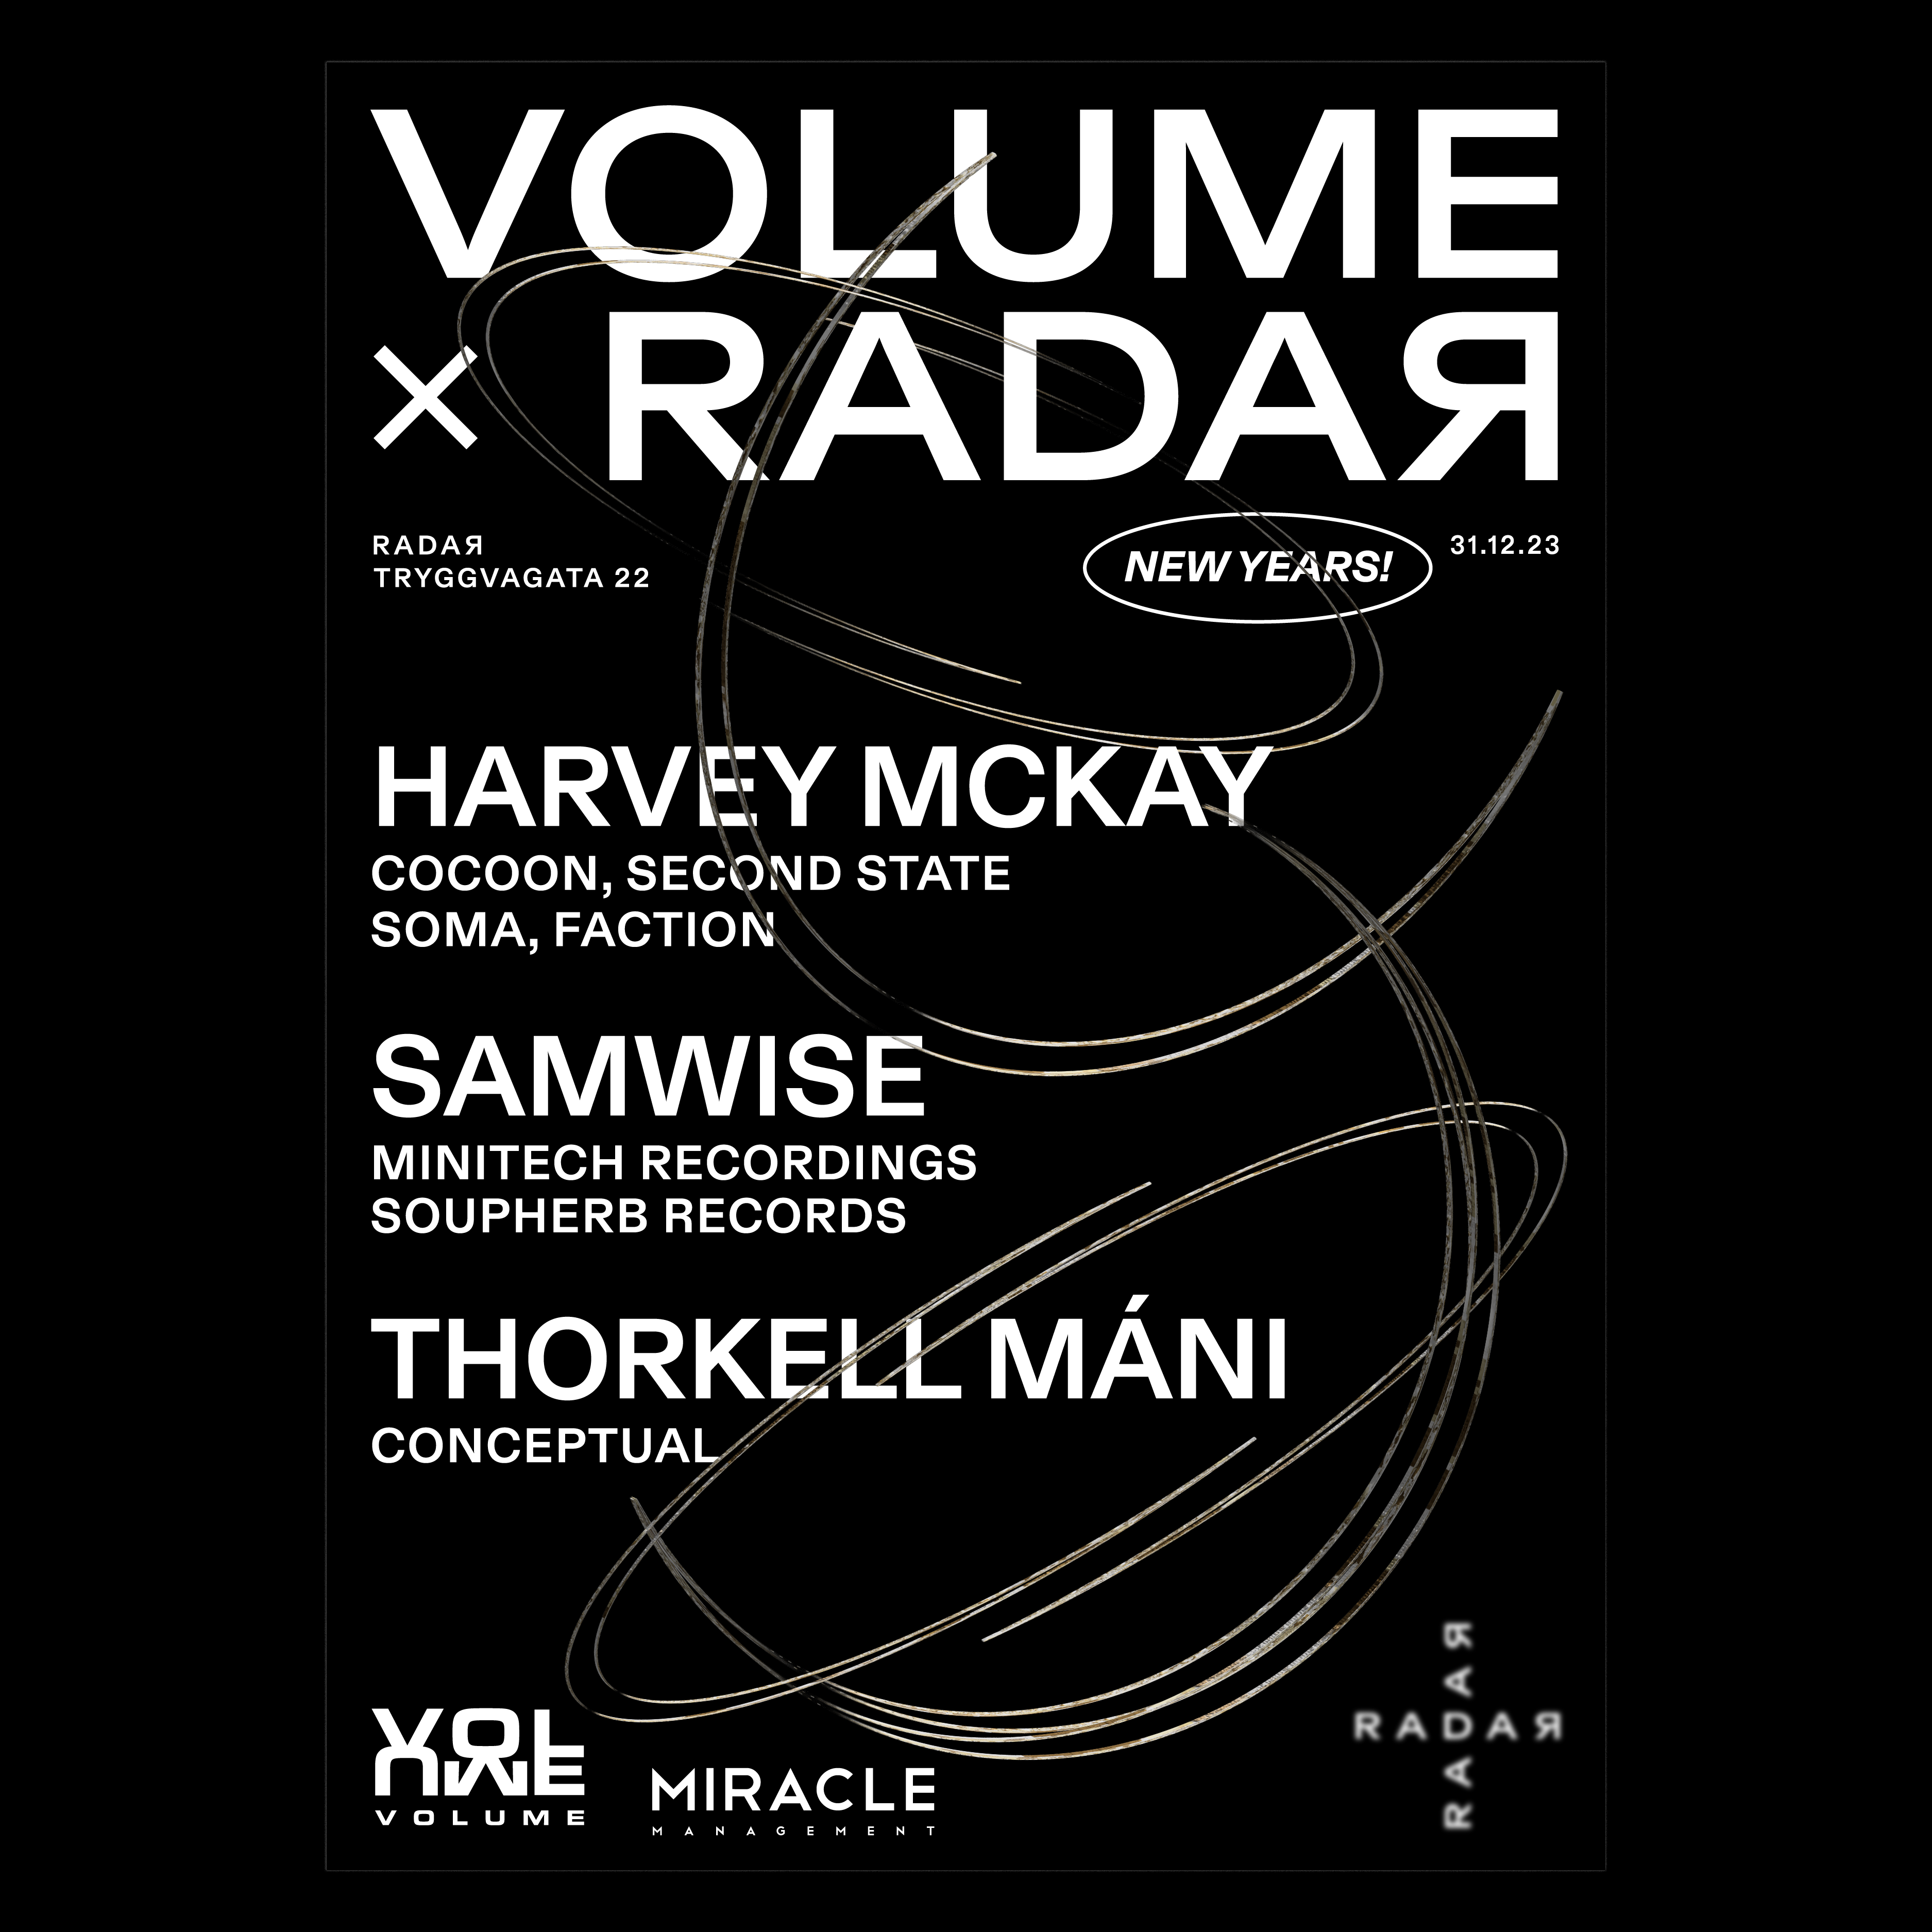 VOLUME
× RADAЯ
RADAЯ
TRYGGVAGATA 22
NEW YEARS!
31.12.23
HARVEY MCKAY
COCOON, SECOND STATE
SOMA, FACTION
SAMWISE
MINITECH RECORDINGS
SOUPHERB RECORDS
THORKELL MÁNI
CONCEPTUAL
VOLUME
MIRACLE
MANAGEMENT
RADAЯ
RADAЯ